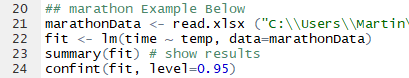 20 ## marathon Example Below
21 marathonData <- read.xlsx ("C:\\Users\\Martin\
22 fit <- lm(time ~ temp, data=marathonData)
23 summary(fit) # show results
24 confint(fit, level=0.95)